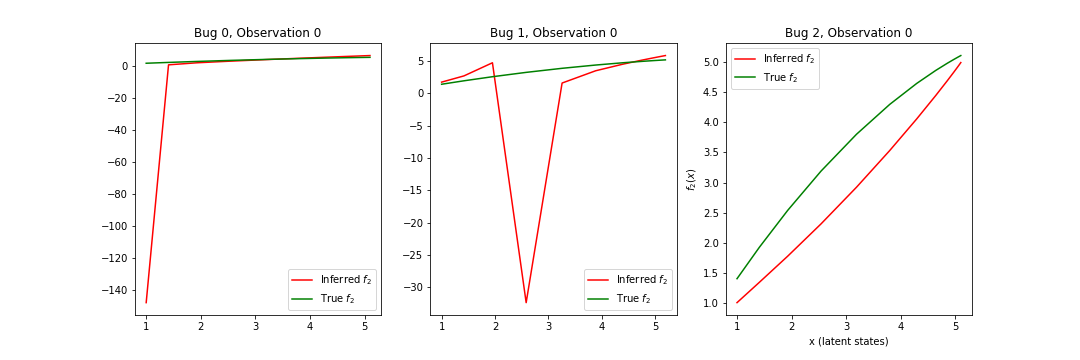 Bug 0, Observation 0
0
−20
−40
−60
−80
−100
−120
−140
1 2 3 4 5
Inferred f₂
True f₂
Bug 1, Observation 0
5
0
−5
−10
−15
−20
−25
−30
1 2 3 4 5
Inferred f₂
True f₂
Bug 2, Observation 0
f₂(x)
5.0
4.5
4.0
3.5
3.0
2.5
2.0
1.5
1.0
1 2 3 4 5
x (latent states)
Inferred f₂
True f₂